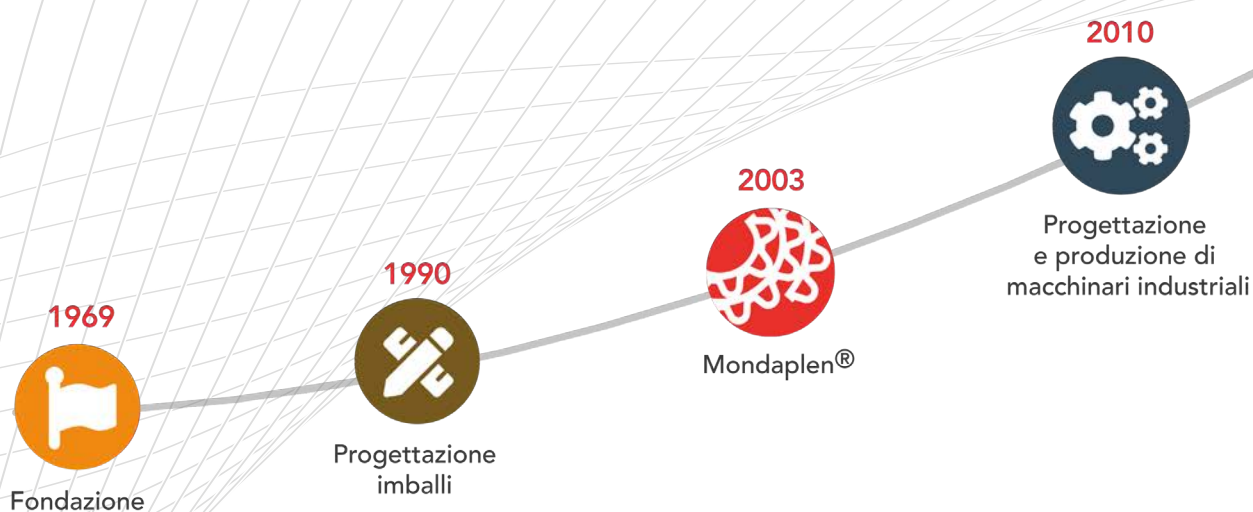 1969
Fondazione
1990
Progettazione
imballi
2003
Mondaplen®
2010
Progettazione
e produzione di
macchinari industriali